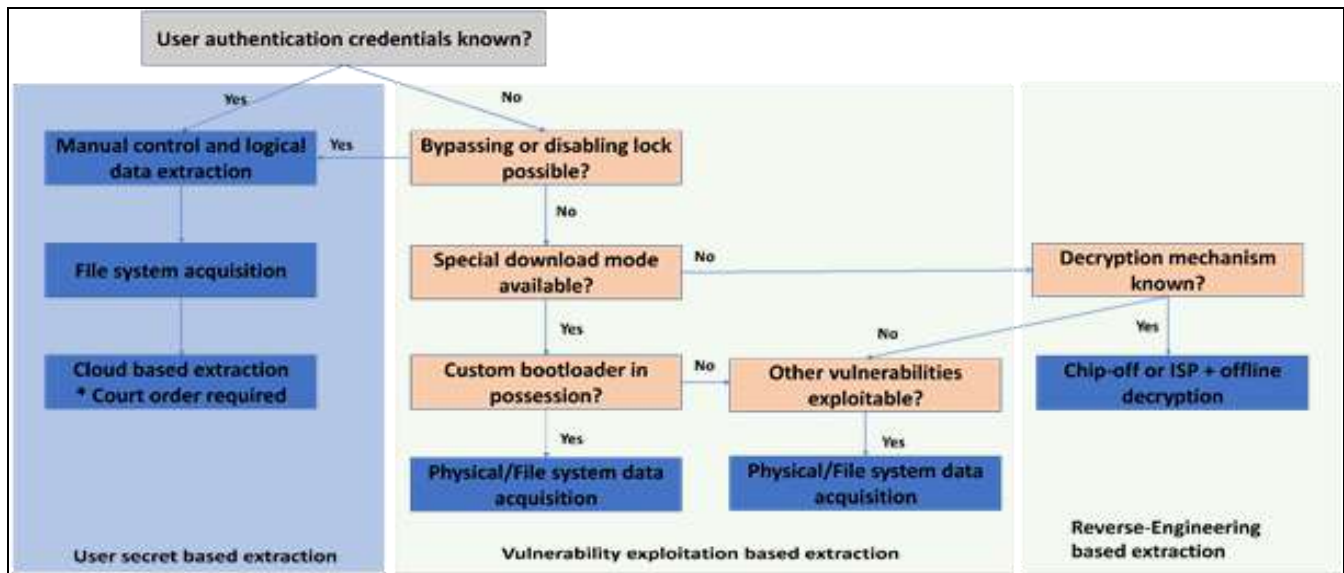 User authentication credentials known?
Yes
No
Manual control and logical
data extraction
Yes
Bypassing or disabling lock
possible?
No
File system acquisition
Special download mode
available?
No
Decryption mechanism
known?
Yes
No
Yes
Cloud based extraction
* Court order required
Custom bootloader in
possession?
No
Other vulnerabilities
exploitable?
Chip-off or ISP + offline
decryption
Yes
Yes
Physical/File system data
acquisition
Physical/File system data
acquisition
User secret based extraction
Vulnerability exploitation based extraction
Reverse-Engineering
based extraction